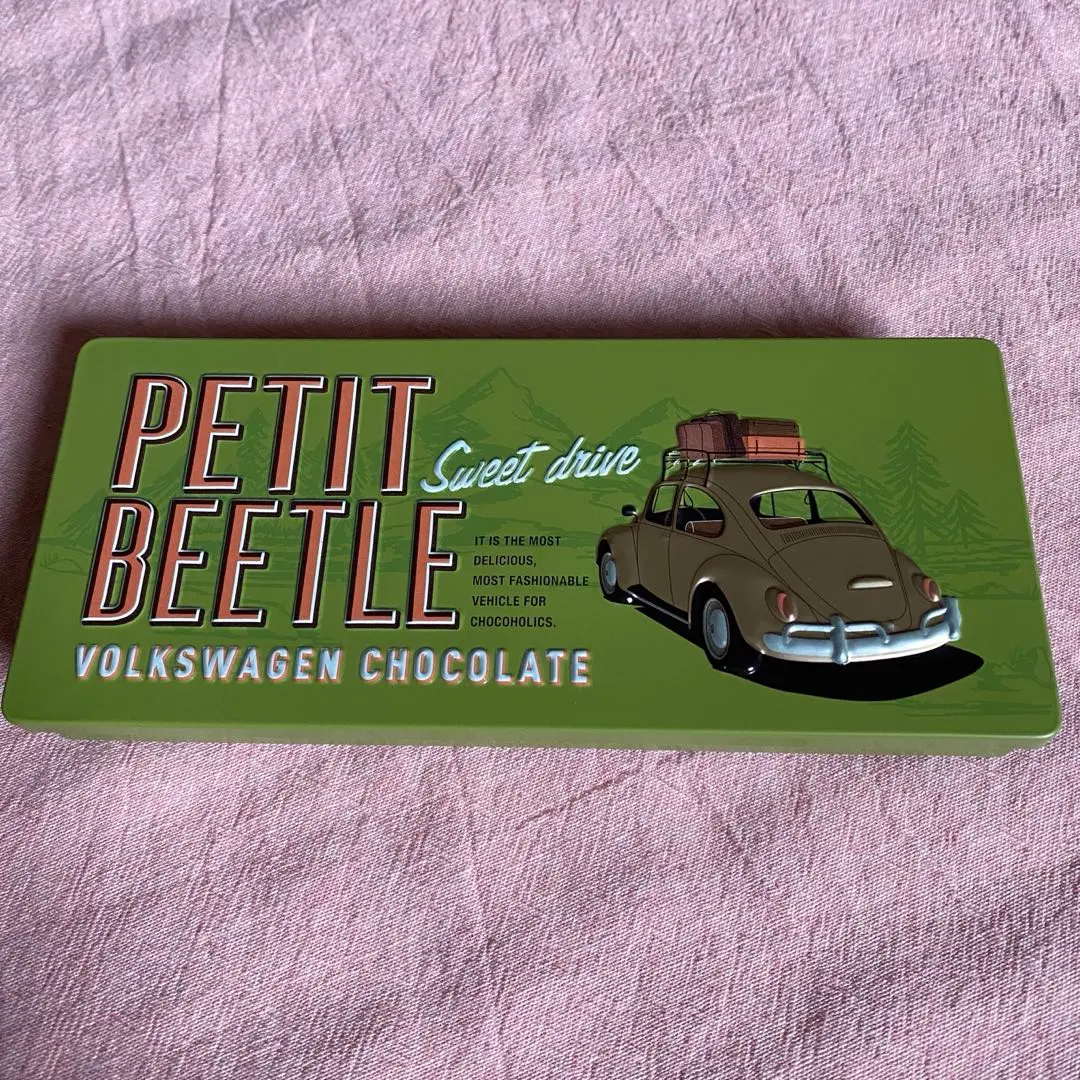 PETIT
BEETLE
Sweet drive
IT IS THE MOST
DELICIOUS,
MOST FASHIONABLE
VEHICLE FOR
CHOCOHOLICS.
VOLKSWAGEN CHOCOLATE